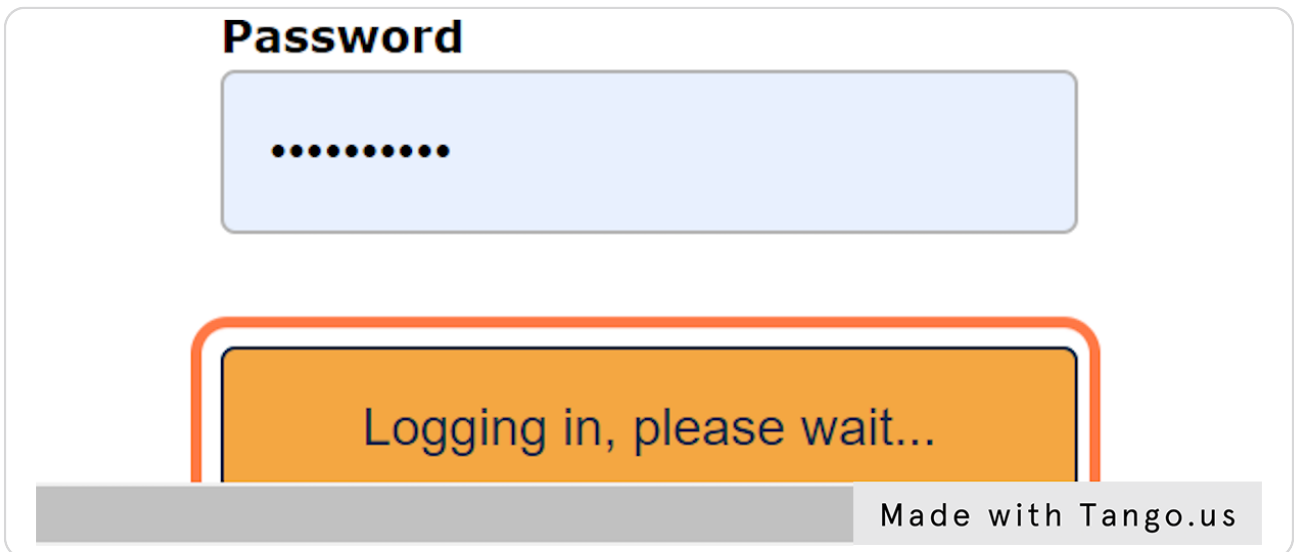 Password
••••••••••
Logging in, please wait...
Made with Tango.us